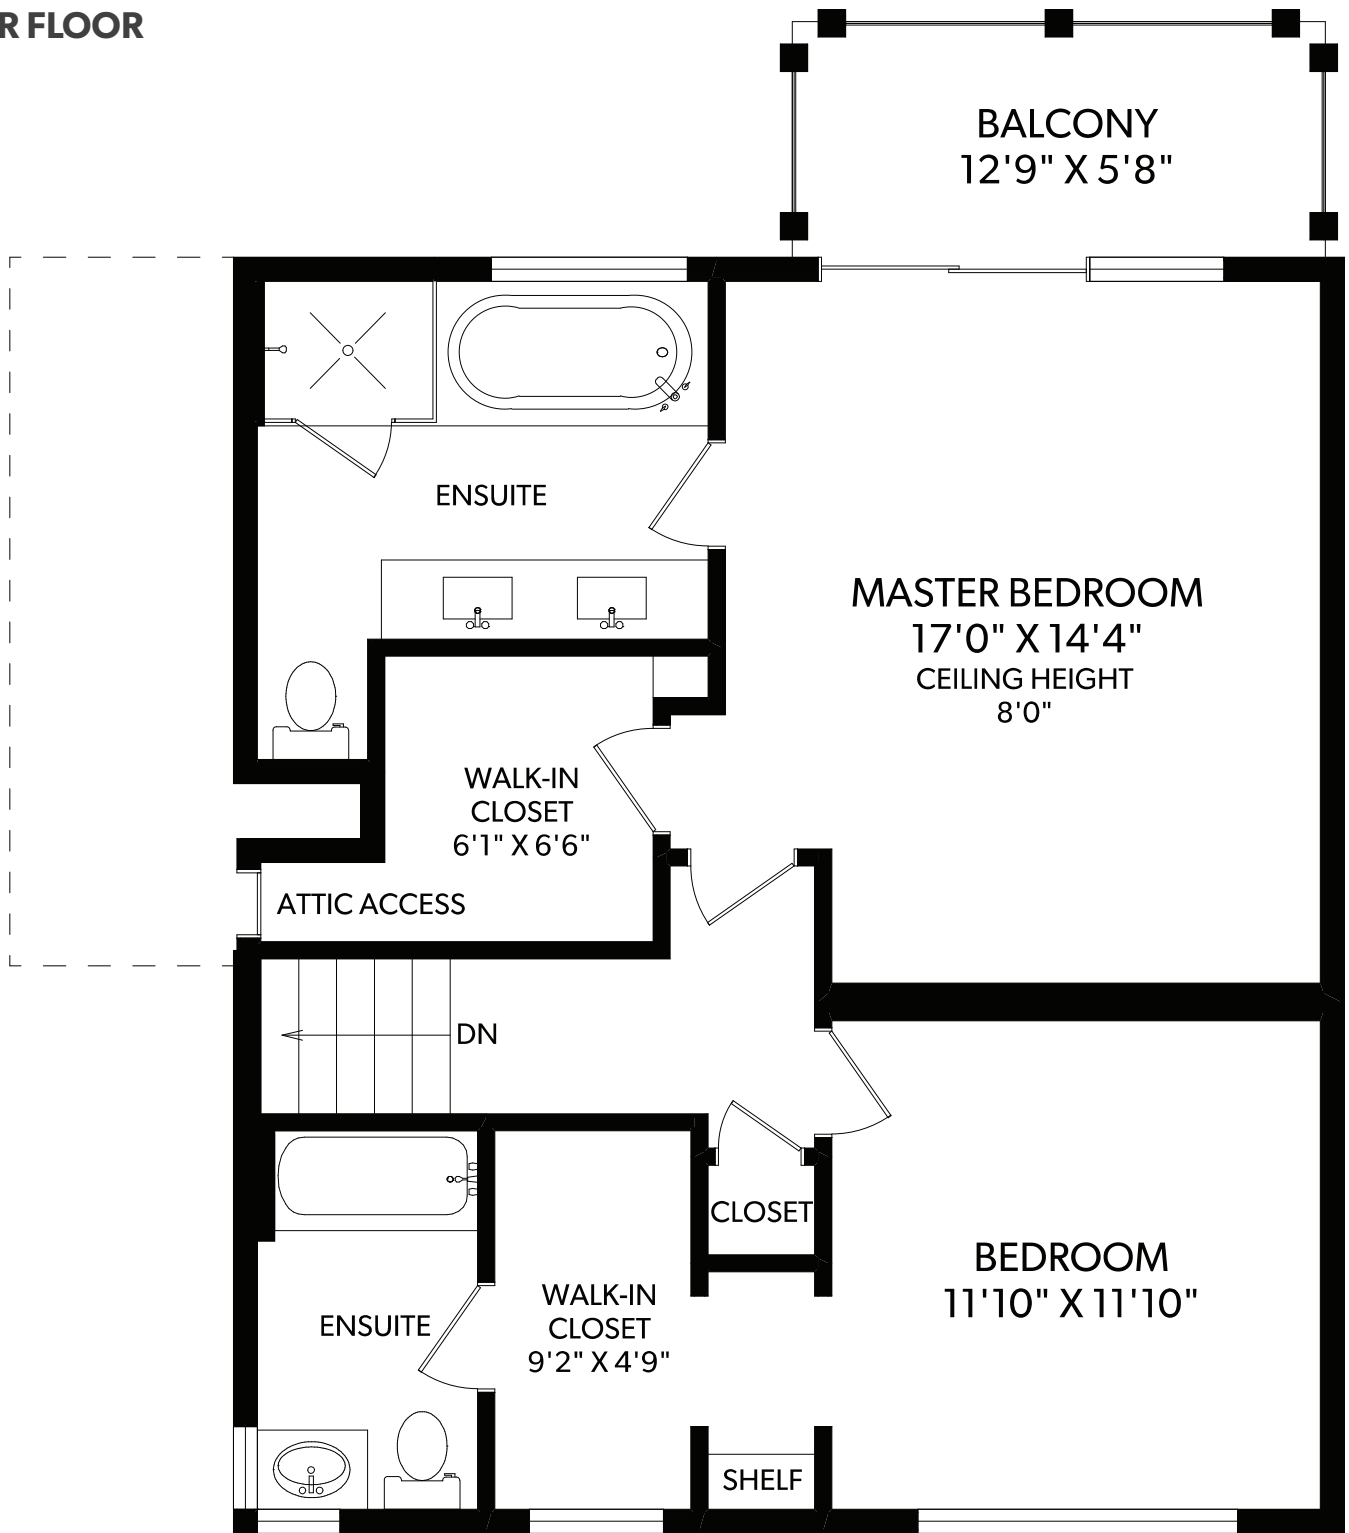 R FLOOR
BALCONY
12'9" X 5'8"
ENSUITE
MASTER BEDROOM
17'0" X 14'4"
CEILING HEIGHT
8'0"
WALK-IN
CLOSET
6'1" X 6'6"
ATTIC ACCESS
DN
CLOSET
BEDROOM
11'10" X 11'10"
WALK-IN
CLOSET
9'2" X 4'9"
ENSUITE
SHELF